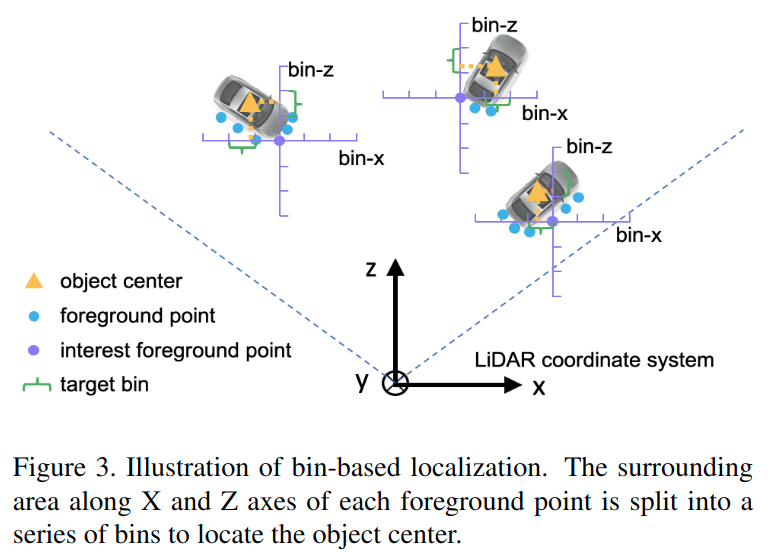 bin-z
bin-z
bin-x
bin-z
bin-x
bin-x
object center
foreground point
interest foreground point
target bin
z
LiDAR coordinate system
y
x
Figure 3. Illustration of bin-based localization. The surrounding
area along X and Z axes of each foreground point is split into a
series of bins to locate the object center.